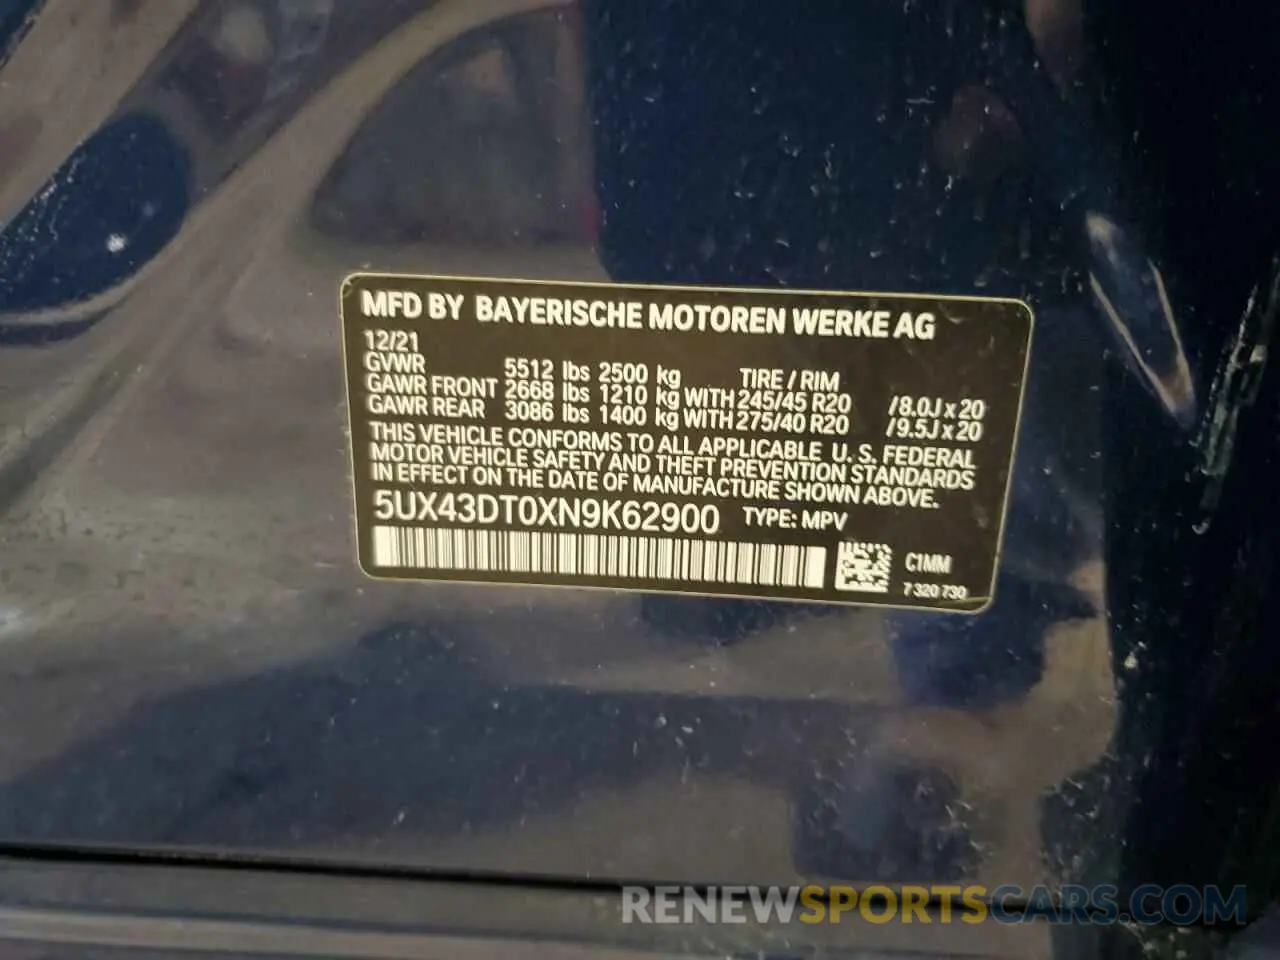 MFD BY BAYERISCHE MOTOREN WERKE AG
12/21
GVWR 5512 lbs 2500 kg TIRE / RIM
GAWR FRONT 2668 lbs 1210 kg WITH 245/45 R20 /8.0J x 20
GAWR REAR 3086 lbs 1400 kg WITH 275/40 R20 /9.5J x 20
THIS VEHICLE CONFORMS TO ALL APPLICABLE U. S. FEDERAL
MOTOR VEHICLE SAFETY AND THEFT PREVENTION STANDARDS
IN EFFECT ON THE DATE OF MANUFACTURE SHOWN ABOVE.
5UX43DT0XN9K62900 TYPE: MPV
C1MM
7 320 730
RENEWSPORTSCARS.COM